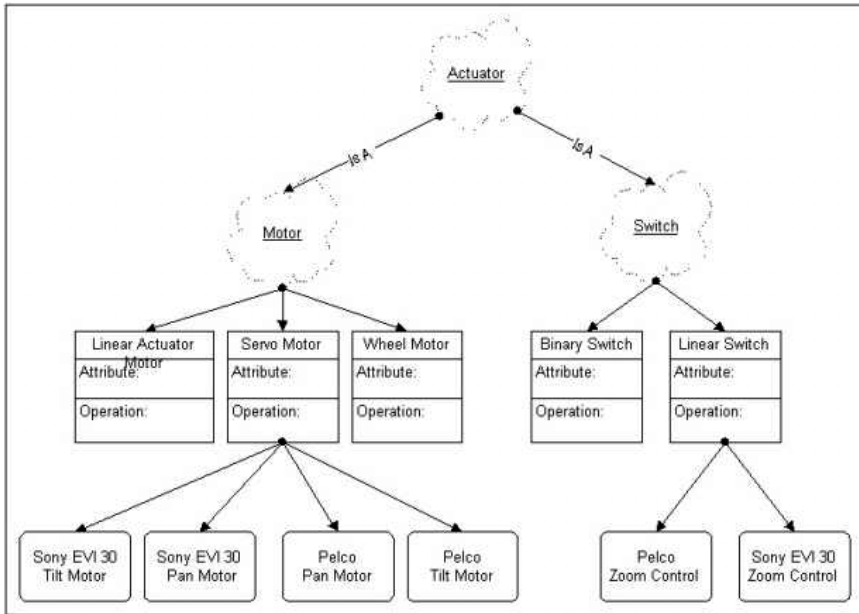 Actuator
Is A
Is A
Motor
Switch
Linear Actuator
Motor
Servo Motor
Wheel Motor
Binary Switch
Linear Switch
Attribute:
Attribute:
Attribute:
Attribute:
Attribute:
Operation:
Operation:
Operation:
Operation:
Operation:
Sony EVI 30
Tilt Motor
Sony EVI 30
Pan Motor
Pelco
Pan Motor
Pelco
Tilt Motor
Pelco
Zoom Control
Sony EVI 30
Zoom Control